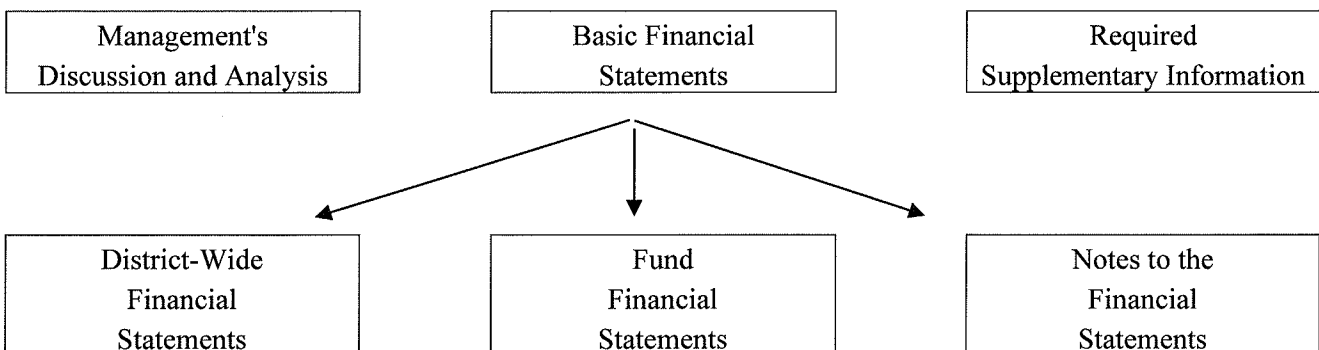 Management's
Discussion and Analysis
Basic Financial
Statements
Required
Supplementary Information
District-Wide
Financial
Statements
Fund
Financial
Statements
Notes to the
Financial
Statements